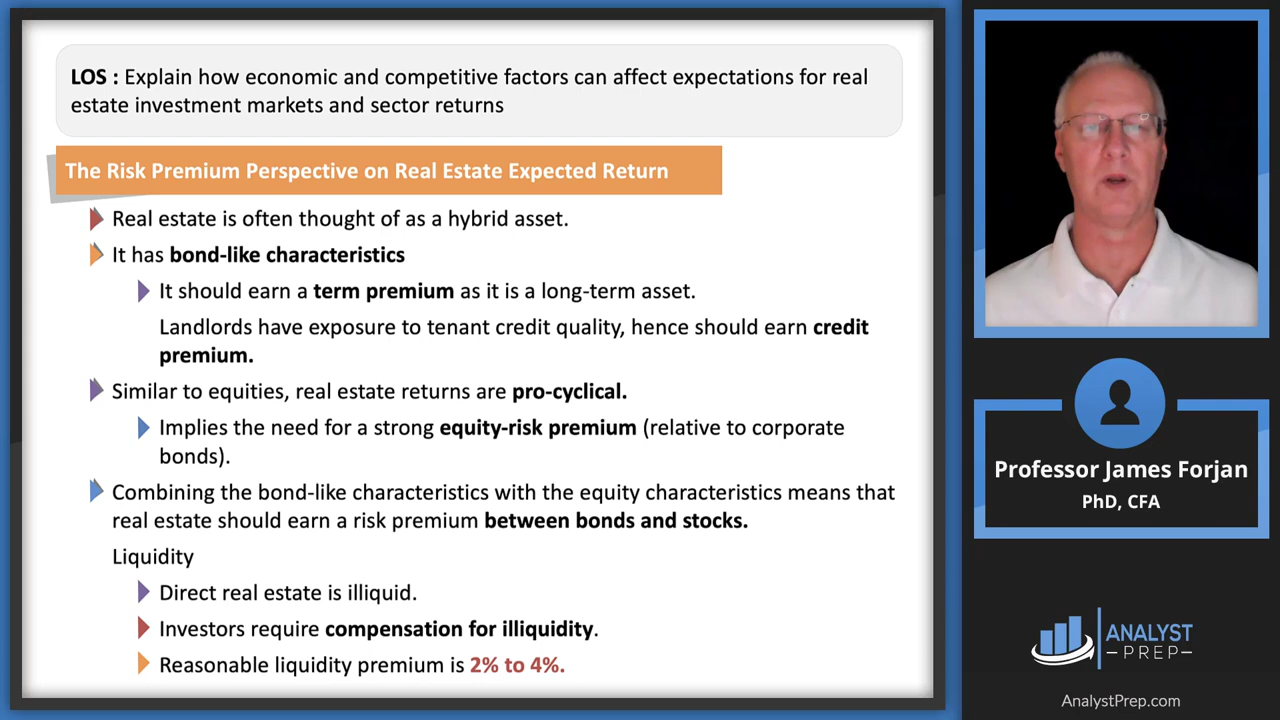 LOS : Explain how economic and competitive factors can affect expectations for real
estate investment markets and sector returns
The Risk Premium Perspective on Real Estate Expected Return
Real estate is often thought of as a hybrid asset.
It has bond-like characteristics
It should earn a term premium as it is a long-term asset.
Landlords have exposure to tenant credit quality, hence should earn credit
premium.
Similar to equities, real estate returns are pro-cyclical.
Implies the need for a strong equity-risk premium (relative to corporate
bonds).
Combining the bond-like characteristics with the equity characteristics means that
real estate should earn a risk premium between bonds and stocks.
Liquidity
Direct real estate is illiquid.
Investors require compensation for illiquidity.
Reasonable liquidity premium is 2% to 4%.
Professor James Forjan
PhD, CFA
ANALYST
PREP
AnalystPrep.com